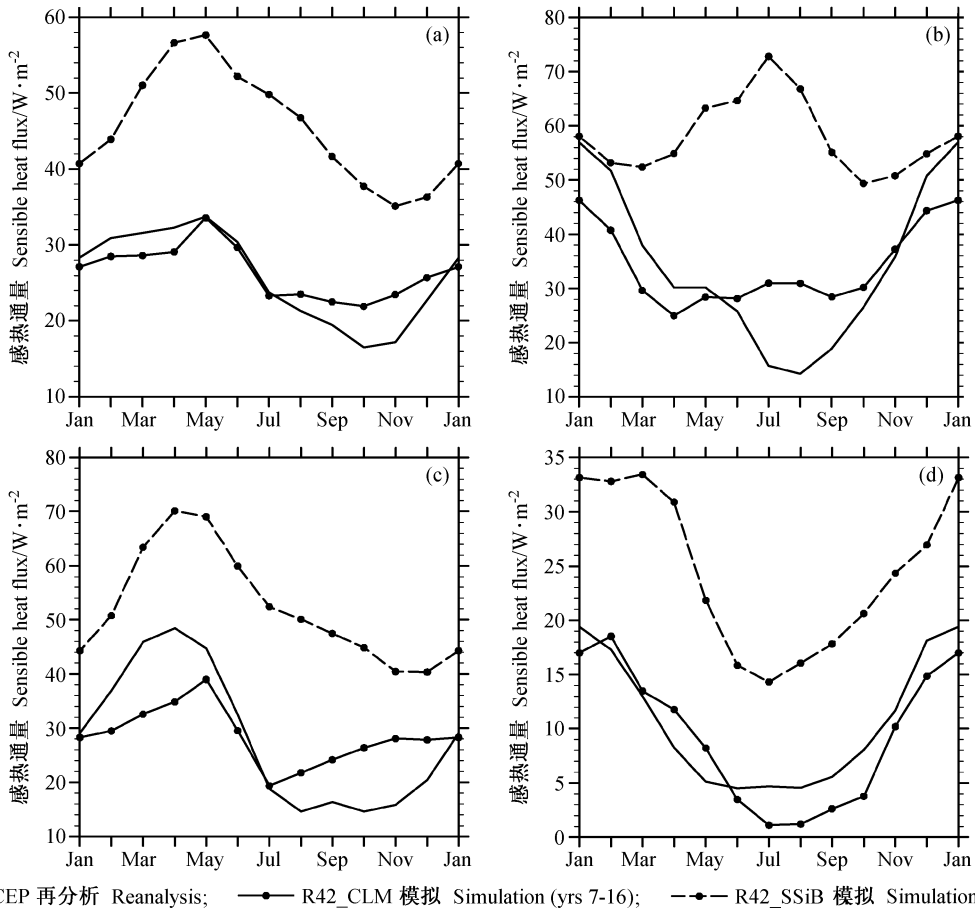 感热通量 Sensible heat flux/W·m-2
60
50
40
30
20
10
(a)
Jan Mar May Jul Sep Nov Jan
感热通量 Sensible heat flux/W·m-2
80
70
60
50
40
30
20
10
(b)
Jan Mar May Jul Sep Nov Jan
感热通量 Sensible heat flux/W·m-2
80
70
60
50
40
30
20
10
(c)
Jan Mar May Jul Sep Nov Jan
感热通量 Sensible heat flux/W·m-2
35
30
25
20
15
10
5
0
(d)
Jan Mar May Jul Sep Nov Jan
CEP 再分析 Reanalysis; R42_CLM 模拟 Simulation (yrs 7-16); R42_SSiB 模拟 Simulation